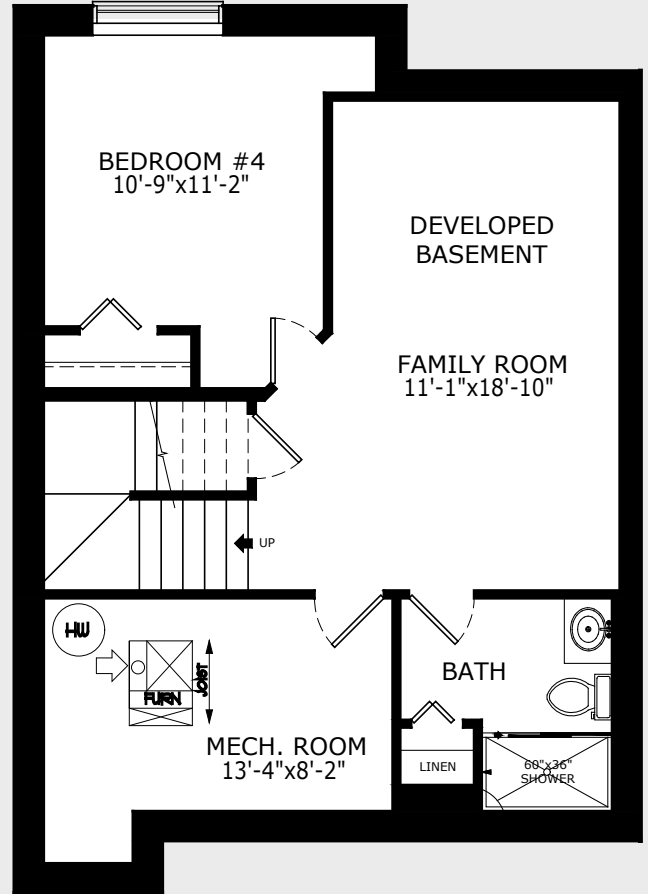 BEDROOM #4
10'-9"x11'-2"
DEVELOPED
BASEMENT
FAMILY ROOM
11'-1"x18'-10"
UP
HW
FURN
JOIST
BATH
MECH. ROOM
13'-4"x8'-2"
LINEN
60"x36"
SHOWER